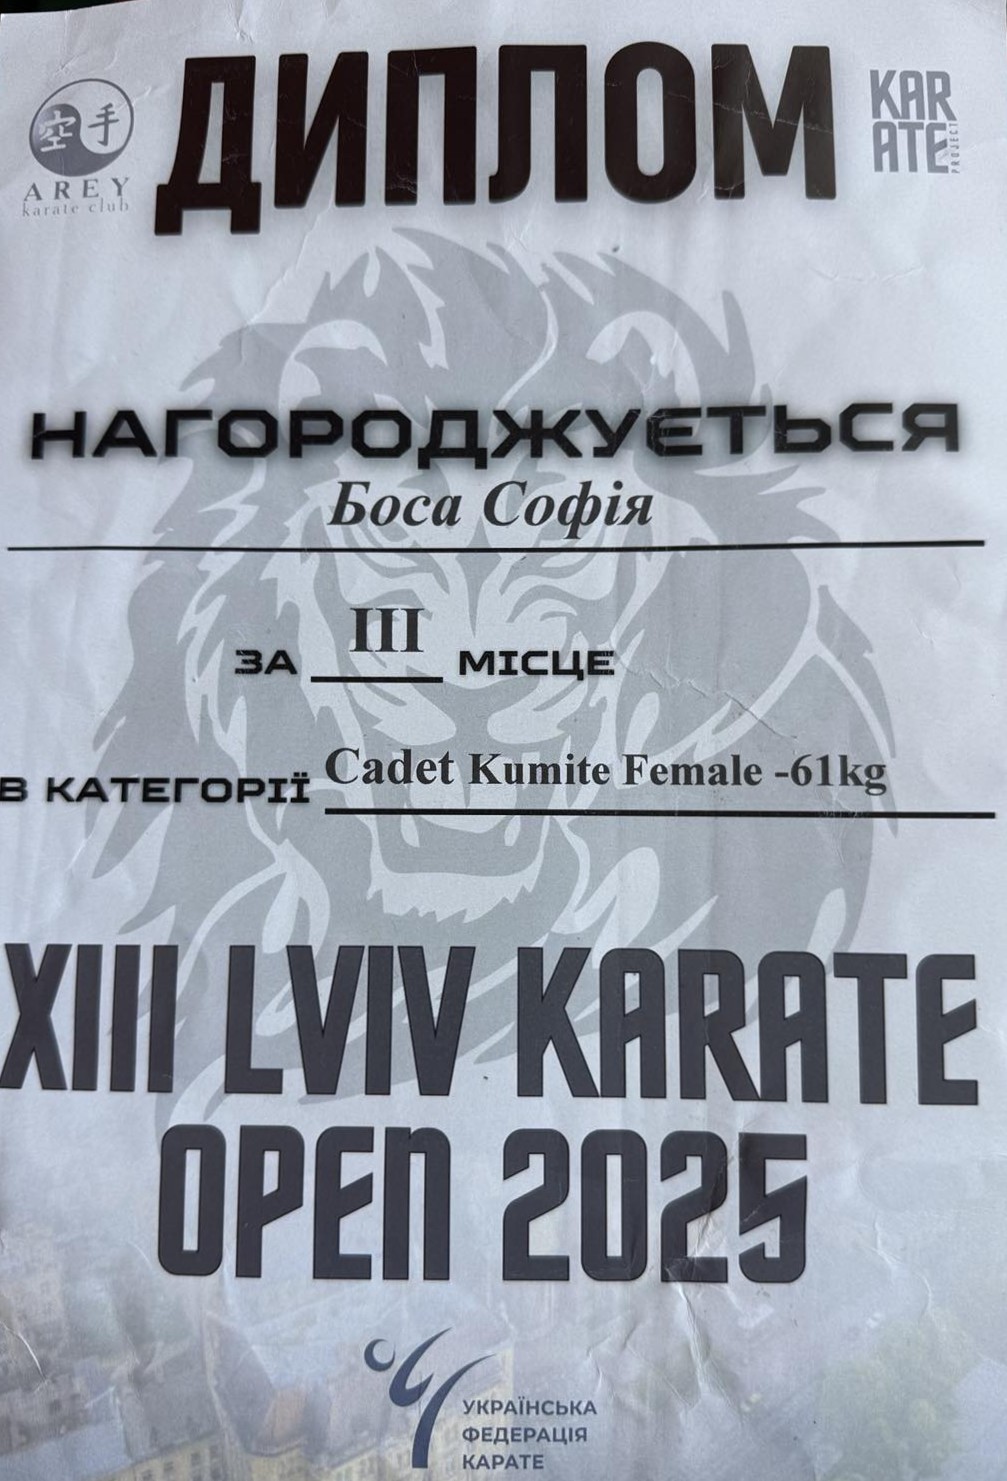 ДИПЛОМ
空手
AREY
karate club
KAR
ATE
PROJECT
НАГОРОДЖУЄТЬСЯ
Боса Софія
ЗА III МІСЦЕ
В КАТЕГОРІЇ Cadet Kumite Female -61kg
XIII LVIV KARATE
OPEN 2025
УКРАЇНСЬКА
ФЕДЕРАЦІЯ
КАРАТЕ